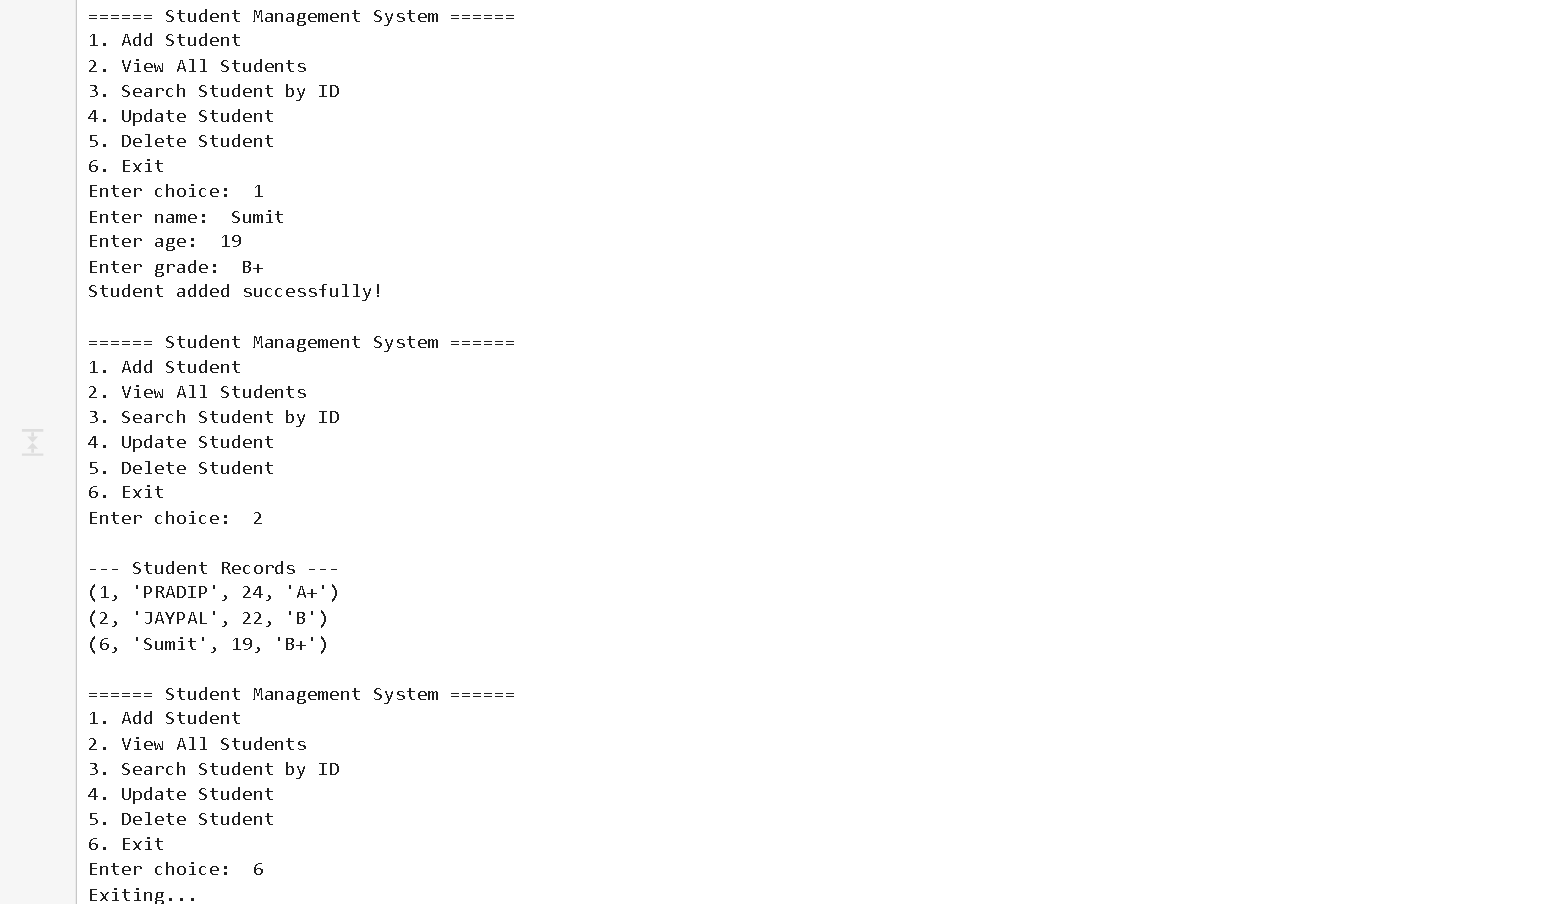 ====== Student Management System ======
1. Add Student
2. View All Students
3. Search Student by ID
4. Update Student
5. Delete Student
6. Exit
Enter choice:  1
Enter name:  Sumit
Enter age:  19
Enter grade:  B+
Student added successfully!

====== Student Management System ======
1. Add Student
2. View All Students
3. Search Student by ID
4. Update Student
5. Delete Student
6. Exit
Enter choice:  2

--- Student Records ---
(1, 'PRADIP', 24, 'A+')
(2, 'JAYPAL', 22, 'B')
(6, 'Sumit', 19, 'B+')

====== Student Management System ======
1. Add Student
2. View All Students
3. Search Student by ID
4. Update Student
5. Delete Student
6. Exit
Enter choice:  6
Exiting...